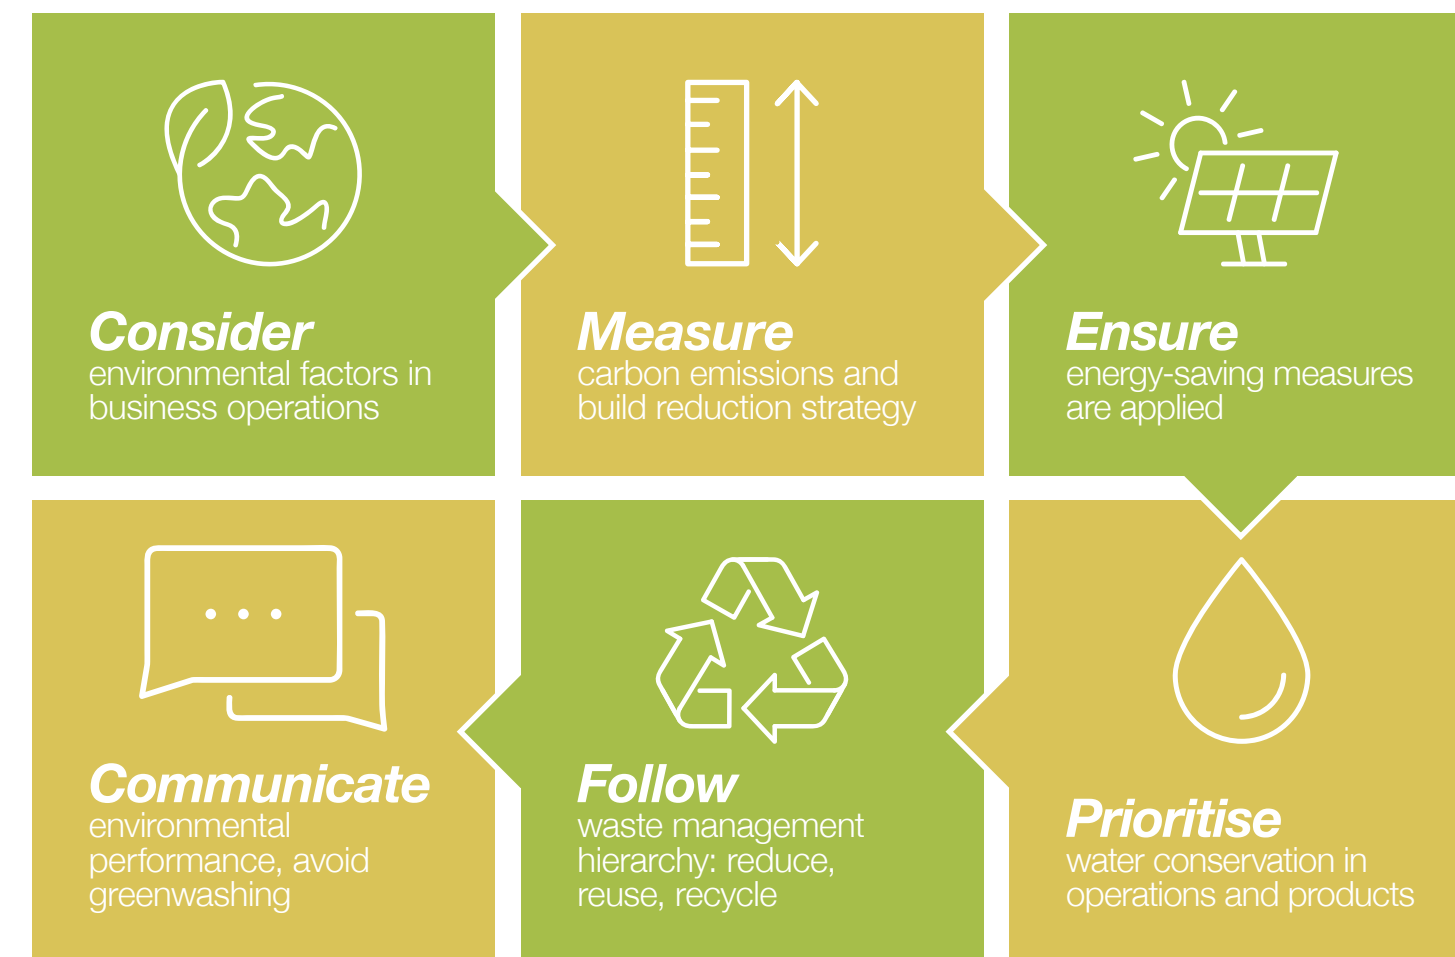 Consider
environmental factors in
business operations
Measure
carbon emissions and
build reduction strategy
Ensure
energy-saving measures
are applied
Prioritise
water conservation in
operations and products
Follow
waste management
hierarchy: reduce,
reuse, recycle
Communicate
environmental
performance, avoid
greenwashing